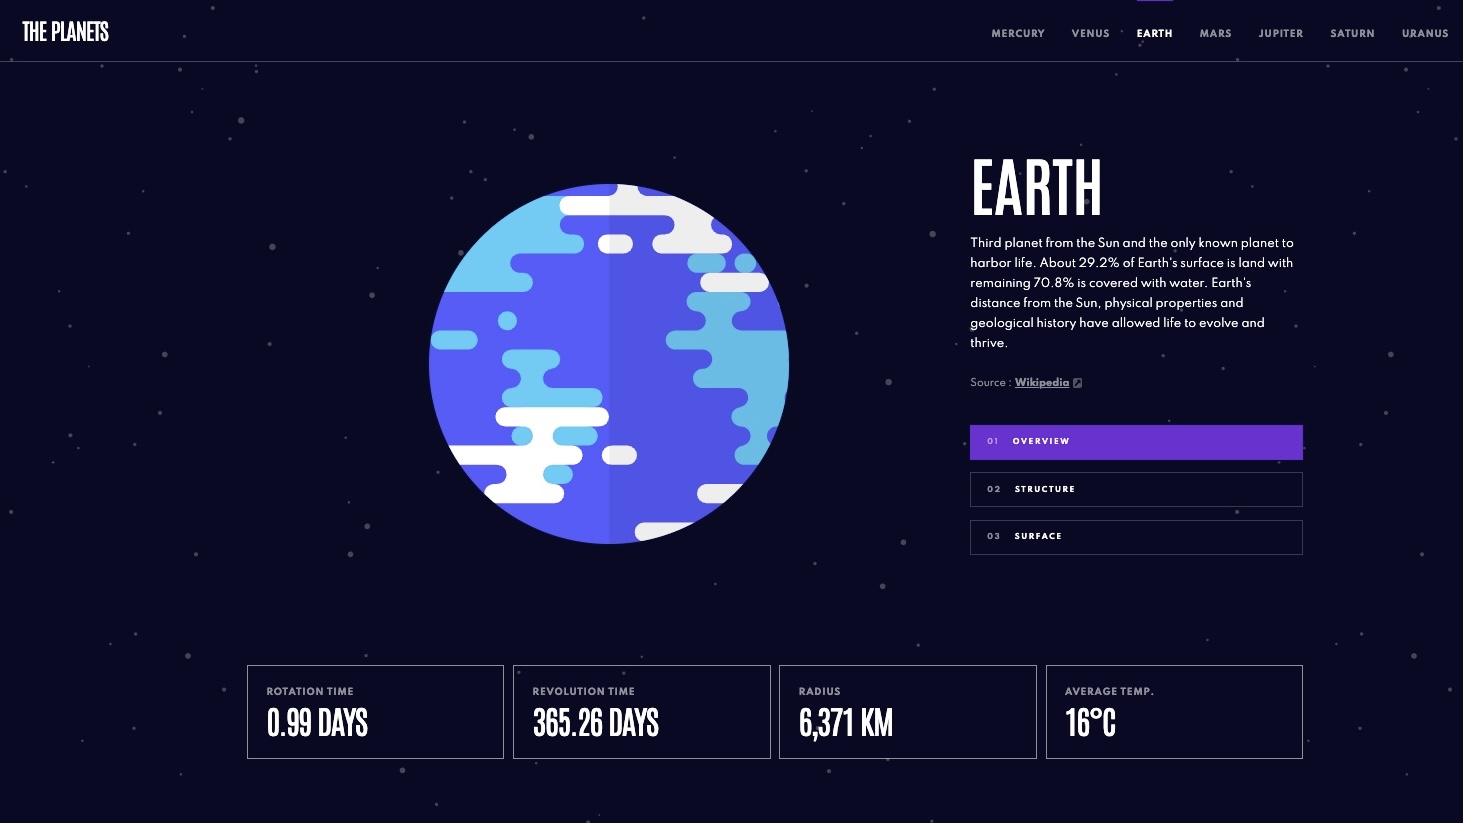 THE PLANETS
MERCURY VENUS EARTH MARS JUPITER SATURN URANUS
EARTH
Third planet from the Sun and the only known planet to
harbor life. About 29.2% of Earth's surface is land with
remaining 70.8% is covered with water. Earth's
distance from the Sun, physical properties and
geological history have allowed life to evolve and
thrive.
Source : Wikipedia
01 OVERVIEW
02 STRUCTURE
03 SURFACE
ROTATION TIME
0.99 DAYS
REVOLUTION TIME
365.26 DAYS
RADIUS
6,371 KM
AVERAGE TEMP.
16°C